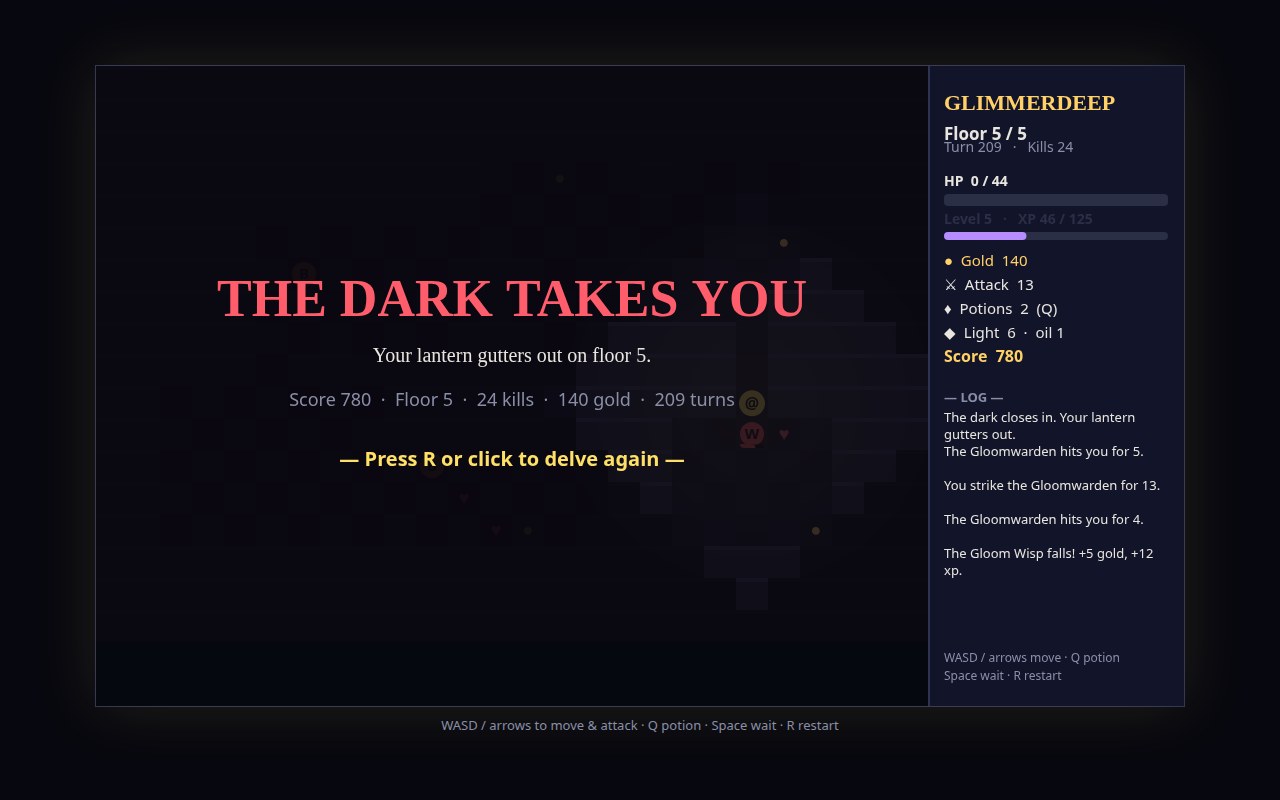 GLIMMERDEEP
Floor 5 / 5
Turn 209 · Kills 24
HP 0 / 44
Level 5 · XP 46 / 125
● Gold 140
⚔ Attack 13
♦ Potions 2 (Q)
◆ Light 6 · oil 1
Score 780
— LOG —
The dark closes in. Your lantern
gutters out.
The Gloomwarden hits you for 5.
You strike the Gloomwarden for 13.
The Gloomwarden hits you for 4.
The Gloom Wisp falls! +5 gold, +12
xp.
WASD / arrows move · Q potion
Space wait · R restart
THE DARK TAKES YOU
Your lantern gutters out on floor 5.
Score 780 · Floor 5 · 24 kills · 140 gold · 209 turns
@
W
— Press R or click to delve again —
WASD / arrows to move & attack · Q potion · Space wait · R restart